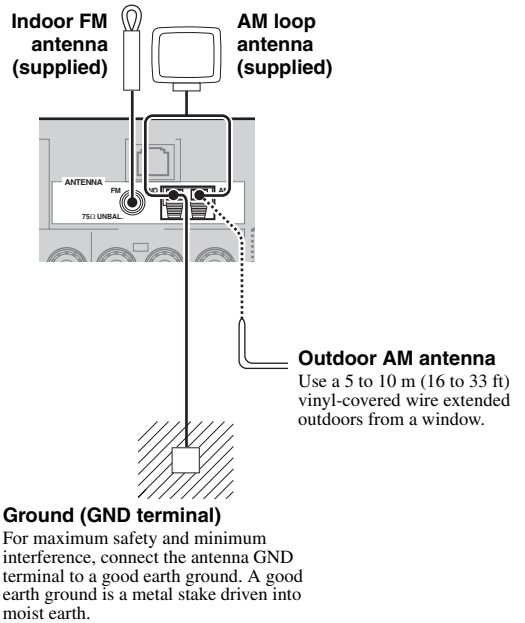 Indoor FM
antenna
(supplied)
AM loop
antenna
(supplied)
ANTENNA
FM
75Ω UNBAL.
Outdoor AM antenna
Use a 5 to 10 m (16 to 33 ft)
vinyl-covered wire extended
outdoors from a window.
Ground (GND terminal)
For maximum safety and minimum
interference, connect the antenna GND
terminal to a good earth ground. A good
earth ground is a metal stake driven into
moist earth.